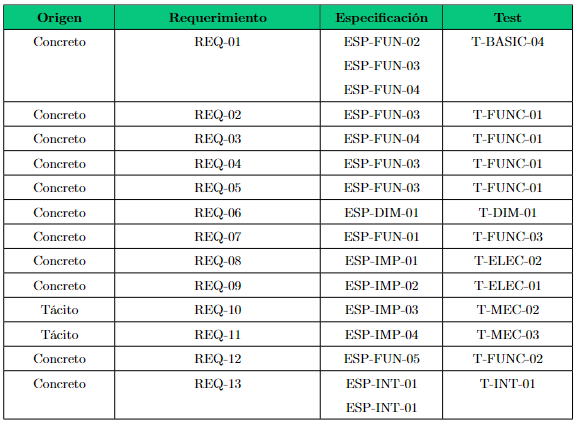 Origen Requerimiento Especificación Test
Concreto REQ-01 ESP-FUN-02 T-BASIC-04
ESP-FUN-03
ESP-FUN-04
Concreto REQ-02 ESP-FUN-03 T-FUNC-01
Concreto REQ-03 ESP-FUN-04 T-FUNC-01
Concreto REQ-04 ESP-FUN-03 T-FUNC-01
Concreto REQ-05 ESP-FUN-03 T-FUNC-01
Concreto REQ-06 ESP-DIM-01 T-DIM-01
Concreto REQ-07 ESP-FUN-01 T-FUNC-03
Concreto REQ-08 ESP-IMP-01 T-ELEC-02
Concreto REQ-09 ESP-IMP-02 T-ELEC-01
Tácito REQ-10 ESP-IMP-03 T-MEC-02
Tácito REQ-11 ESP-IMP-04 T-MEC-03
Concreto REQ-12 ESP-FUN-05 T-FUNC-02
Concreto REQ-13 ESP-INT-01 T-INT-01
ESP-INT-01